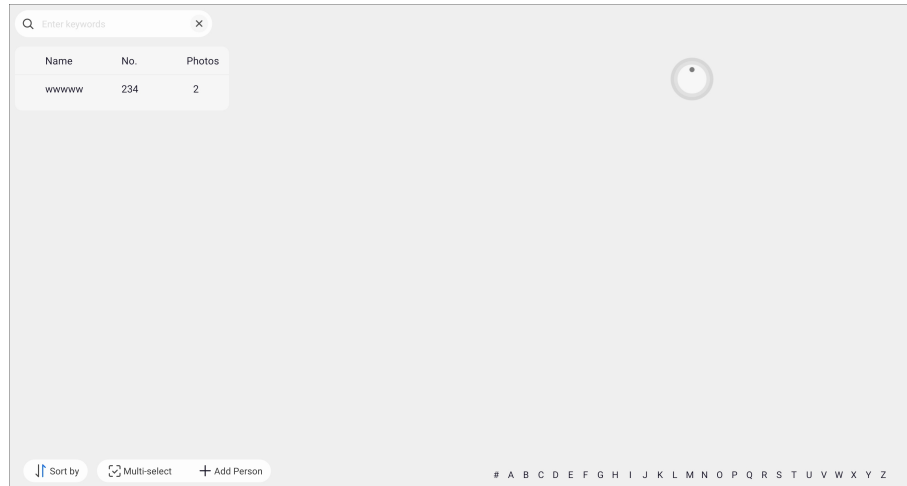 Enter keywords
Name No. Photos
wwwww 234 2
Sort by Multi-select Add Person
# A B C D E F G H I J K L M N O P Q R S T U V W X Y Z